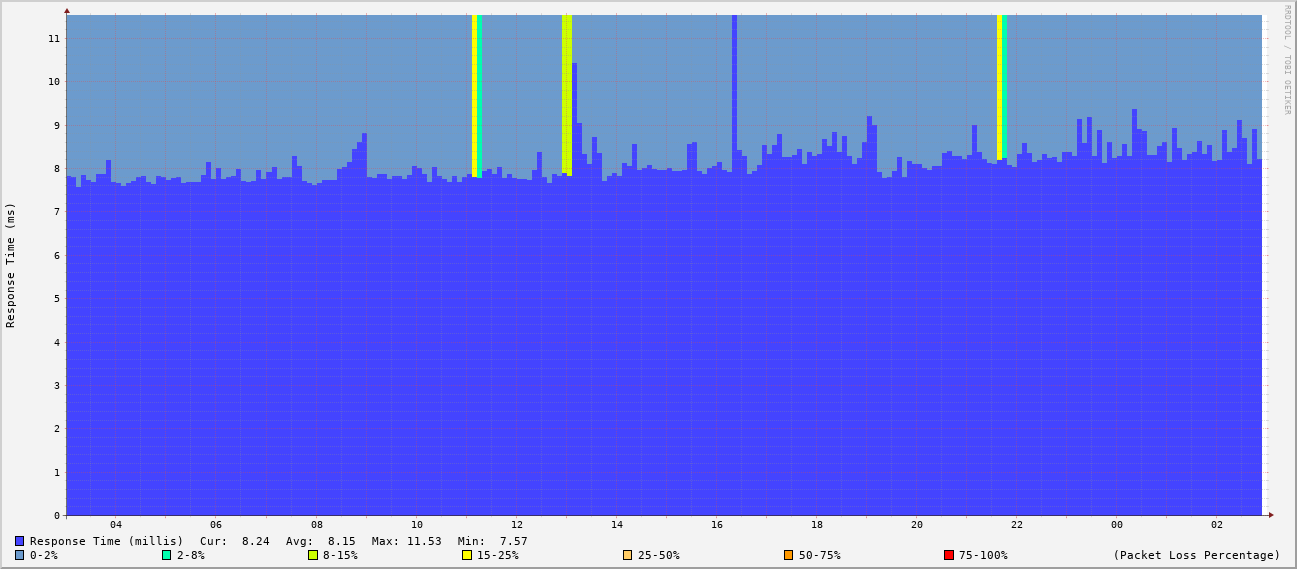 RRDTOOL / TOBI OETIKER
Response Time (ms)
11
10
9
8
7
6
5
4
3
2
1
0
04 06 08 10 12 14 16 18 20 22 00 02
Response Time (millis) Cur: 8.24 Avg: 8.15 Max: 11.53 Min: 7.57
0-2% 2-8% 8-15% 15-25% 25-50% 50-75% 75-100% (Packet Loss Percentage)